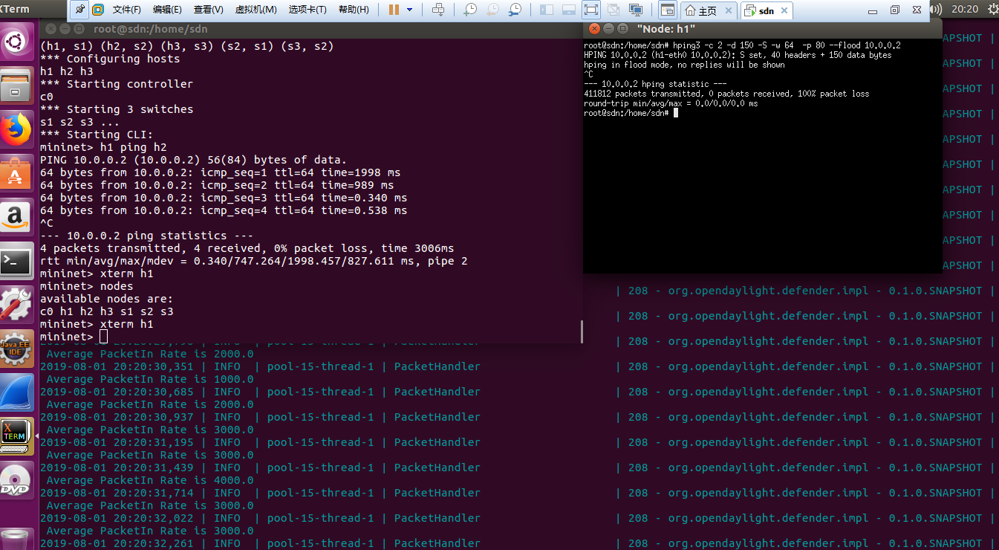 XTerm
文件(F) 编辑(E) 查看(V) 虚拟机(M) 选项卡(T) 帮助(H)
主页
sdn
20:20
root@sdn: /home/sdn
(h1, s1) (h2, s2) (h3, s3) (s2, s1) (s3, s2)
*** Configuring hosts
h1 h2 h3
*** Starting controller
c0
*** Starting 3 switches
s1 s2 s3 ...
*** Starting CLI:
mininet> h1 ping h2
PING 10.0.0.2 (10.0.0.2) 56(84) bytes of data.
64 bytes from 10.0.0.2: icmp_seq=1 ttl=64 time=1998 ms
64 bytes from 10.0.0.2: icmp_seq=2 ttl=64 time=989 ms
64 bytes from 10.0.0.2: icmp_seq=3 ttl=64 time=0.340 ms
64 bytes from 10.0.0.2: icmp_seq=4 ttl=64 time=0.538 ms
^C
--- 10.0.0.2 ping statistics ---
4 packets transmitted, 4 received, 0% packet loss, time 3006ms
rtt min/avg/max/mdev = 0.340/747.264/1998.457/827.611 ms, pipe 2
mininet> xterm h1
mininet> nodes
available nodes are:
c0 h1 h2 h3 s1 s2 s3
mininet> xterm h1
mininet>
"Node: h1"
root@sdn:/home/sdn# hping3 -c 2 -d 150 -S -w 64  -p 80 --flood 10.0.0.2
HPING 10.0.0.2 (h1-eth0 10.0.0.2): S set, 40 headers + 150 data bytes
hping in flood mode, no replies will be shown
^C
--- 10.0.0.2 hping statistic ---
411812 packets transmitted, 0 packets received, 100% packet loss
round-trip min/avg/max = 0.0/0.0/0.0 ms
root@sdn:/home/sdn#
APSHOT |
APSHOT |
APSHOT |
APSHOT |
APSHOT |
APSHOT |
APSHOT |
APSHOT |
APSHOT |
APSHOT |
| 208 - org.opendaylight.defender.impl - 0.1.0.SNAPSHOT |
| 208 - org.opendaylight.defender.impl - 0.1.0.SNAPSHOT |
| INFO | pool-15-thread-1 | PacketHandler | 208 - org.opendaylight.defender.impl - 0.1.0.SNAPSHOT |
Average PacketIn Rate is 2000.0
2019-08-01 20:20:30,351 | INFO | pool-15-thread-1 | PacketHandler | 208 - org.opendaylight.defender.impl - 0.1.0.SNAPSHOT |
Average PacketIn Rate is 1000.0
2019-08-01 20:20:30,685 | INFO | pool-15-thread-1 | PacketHandler | 208 - org.opendaylight.defender.impl - 0.1.0.SNAPSHOT |
Average PacketIn Rate is 2000.0
2019-08-01 20:20:30,937 | INFO | pool-15-thread-1 | PacketHandler | 208 - org.opendaylight.defender.impl - 0.1.0.SNAPSHOT |
Average PacketIn Rate is 3000.0
2019-08-01 20:20:31,195 | INFO | pool-15-thread-1 | PacketHandler | 208 - org.opendaylight.defender.impl - 0.1.0.SNAPSHOT |
Average PacketIn Rate is 3000.0
2019-08-01 20:20:31,439 | INFO | pool-15-thread-1 | PacketHandler | 208 - org.opendaylight.defender.impl - 0.1.0.SNAPSHOT |
Average PacketIn Rate is 4000.0
2019-08-01 20:20:31,714 | INFO | pool-15-thread-1 | PacketHandler | 208 - org.opendaylight.defender.impl - 0.1.0.SNAPSHOT |
Average PacketIn Rate is 3000.0
2019-08-01 20:20:32,022 | INFO | pool-15-thread-1 | PacketHandler | 208 - org.opendaylight.defender.impl - 0.1.0.SNAPSHOT |
Average PacketIn Rate is 3000.0
2019-08-01 20:20:32,261 | INFO | pool-15-thread-1 | PacketHandler | 208 - org.opendaylight.defender.impl - 0.1.0.SNAPSHOT |
Java EE
IDE
X
TERM
DVD